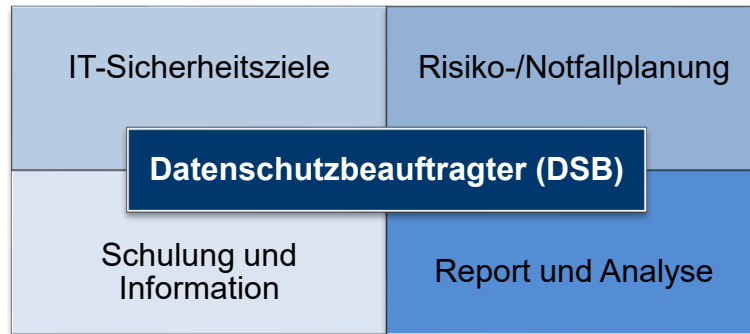 IT-Sicherheitsziele
Risiko-/Notfallplanung
Datenschutzbeauftragter (DSB)
Schulung und
Information
Report und Analyse